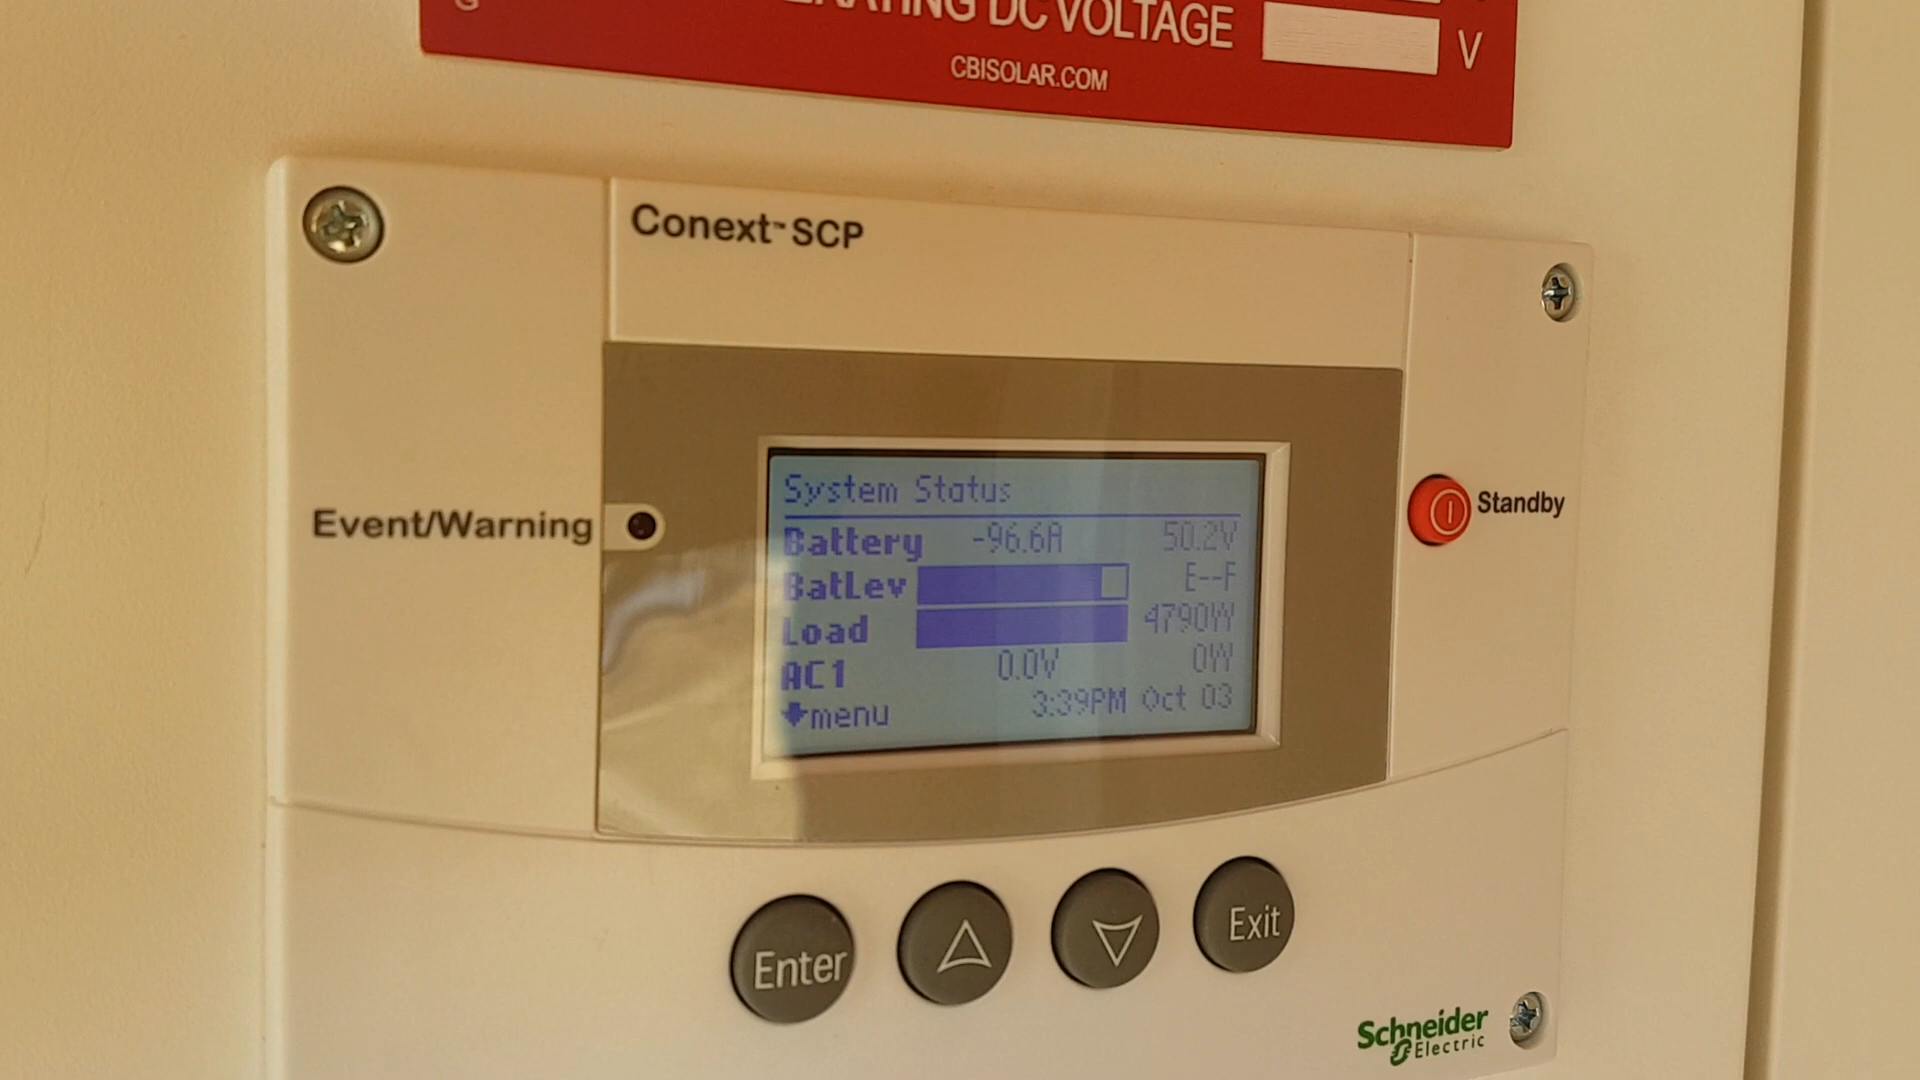 DC VOLTAGE V
CBISOLAR.COM
Conext™ SCP
Event/Warning
System Status
Battery -96.6A 50.2V
BatLev E--F
Load 4790W
AC1 0.0V 0W
menu 3:39PM Oct 03
Standby
Enter
Exit
Schneider
Electric